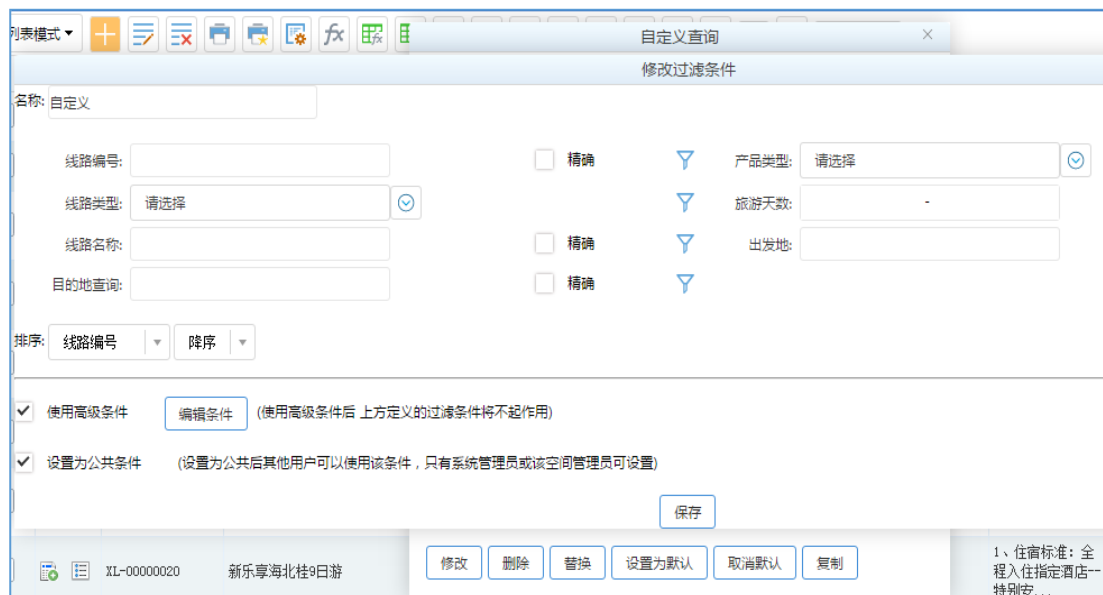 列表模式
自定义查询
修改过滤条件
名称: 自定义
线路编号: 精确 产品类型: 请选择
线路类型: 请选择 旅游天数: -
线路名称: 精确 出发地:
目的地查询: 精确
排序: 线路编号 降序
使用高级条件 编辑条件 (使用高级条件后 上方定义的过滤条件将不起作用)
设置为公共条件 (设置为公共后其他用户可以使用该条件，只有系统管理员或该空间管理员可设置)
保存
修改 删除 替换 设置为默认 取消默认 复制
XL-00000020 新乐享海北桂9日游
1、住宿标准：全
程入住指定酒店--
特别安...